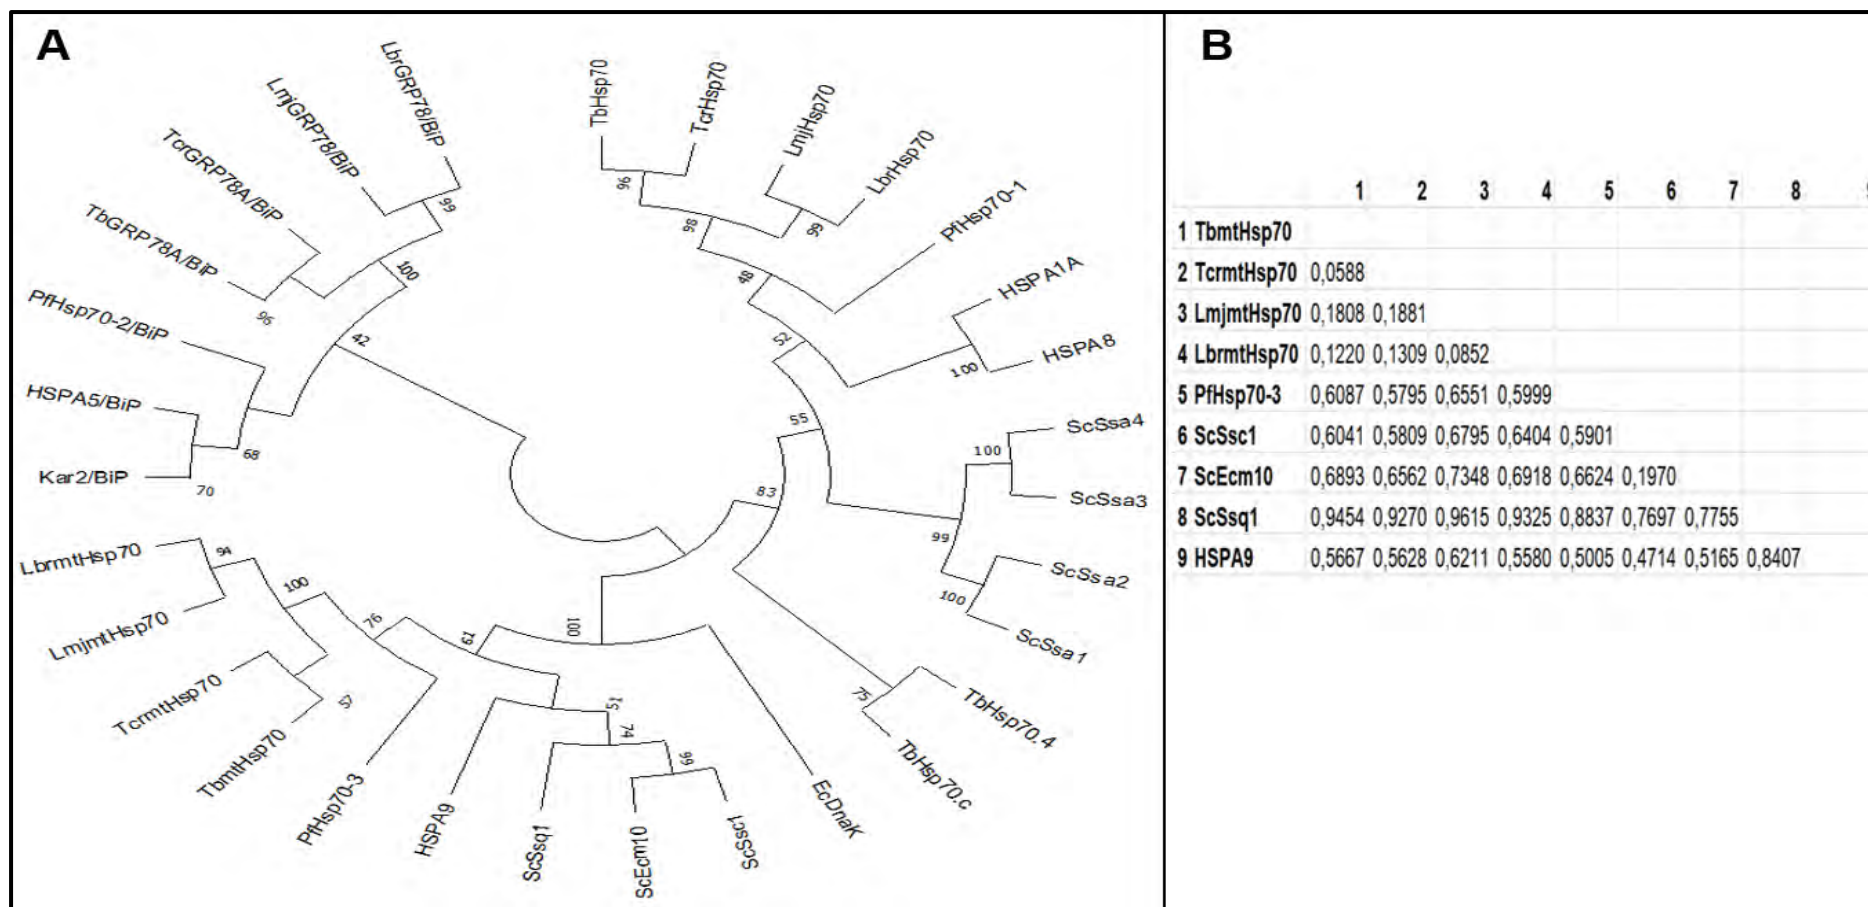 A
LbrGRP78/BiP
LmjGRP78/BiP
TcrGRP78A/BiP
TbGRP78A/BiP
PfHsp70-2/BiP
HSPA5/BiP
Kar2/BiP
LbrmtHsp70
LmjmtHsp70
TcrmtHsp70
TbmtHsp70
PfHsp70-3
HSPA9
ScSsq1
ScEcm10
ScSsc1
EcDnaK
TbHsp70.c
TbHsp70.4
ScSsa1
ScSsa2
ScSsa3
ScSsa4
HSPA8
HSPA1A
PfHsp70-1
LbrHsp70
LmjHsp70
TcrHsp70
TbHsp70
99
100
96
42
68
70
94
100
57
76
61
100
51
74
99
75
83
55
100
99
100
52
100
48
98
99
96
B
1 2 3 4 5 6 7 8
1 TbmtHsp70
2 TcrmtHsp70 0,0588
3 LmjmtHsp70 0,1808 0,1881
4 LbrmtHsp70 0,1220 0,1309 0,0852
5 PfHsp70-3 0,6087 0,5795 0,6551 0,5999
6 ScSsc1 0,6041 0,5809 0,6795 0,6404 0,5901
7 ScEcm10 0,6893 0,6562 0,7348 0,6918 0,6624 0,1970
8 ScSsq1 0,9454 0,9270 0,9615 0,9325 0,8837 0,7697 0,7755
9 HSPA9 0,5667 0,5628 0,6211 0,5580 0,5005 0,4714 0,5165 0,8407